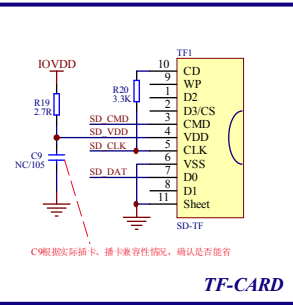 TF1
IOVDD
10 CD
9 WP
R20
3.3K
1 D2
R19
2.7R
2 D3/CS
SD_CMD 3 CMD
SD_VDD 4 VDD
SD_CLK 5 CLK
6 VSS
C9
NC/105
SD_DAT 7 D0
8 D1
11 Sheet
SD-TF
C9根据实际插卡、播卡兼容性情况，确认是否能省
TF-CARD